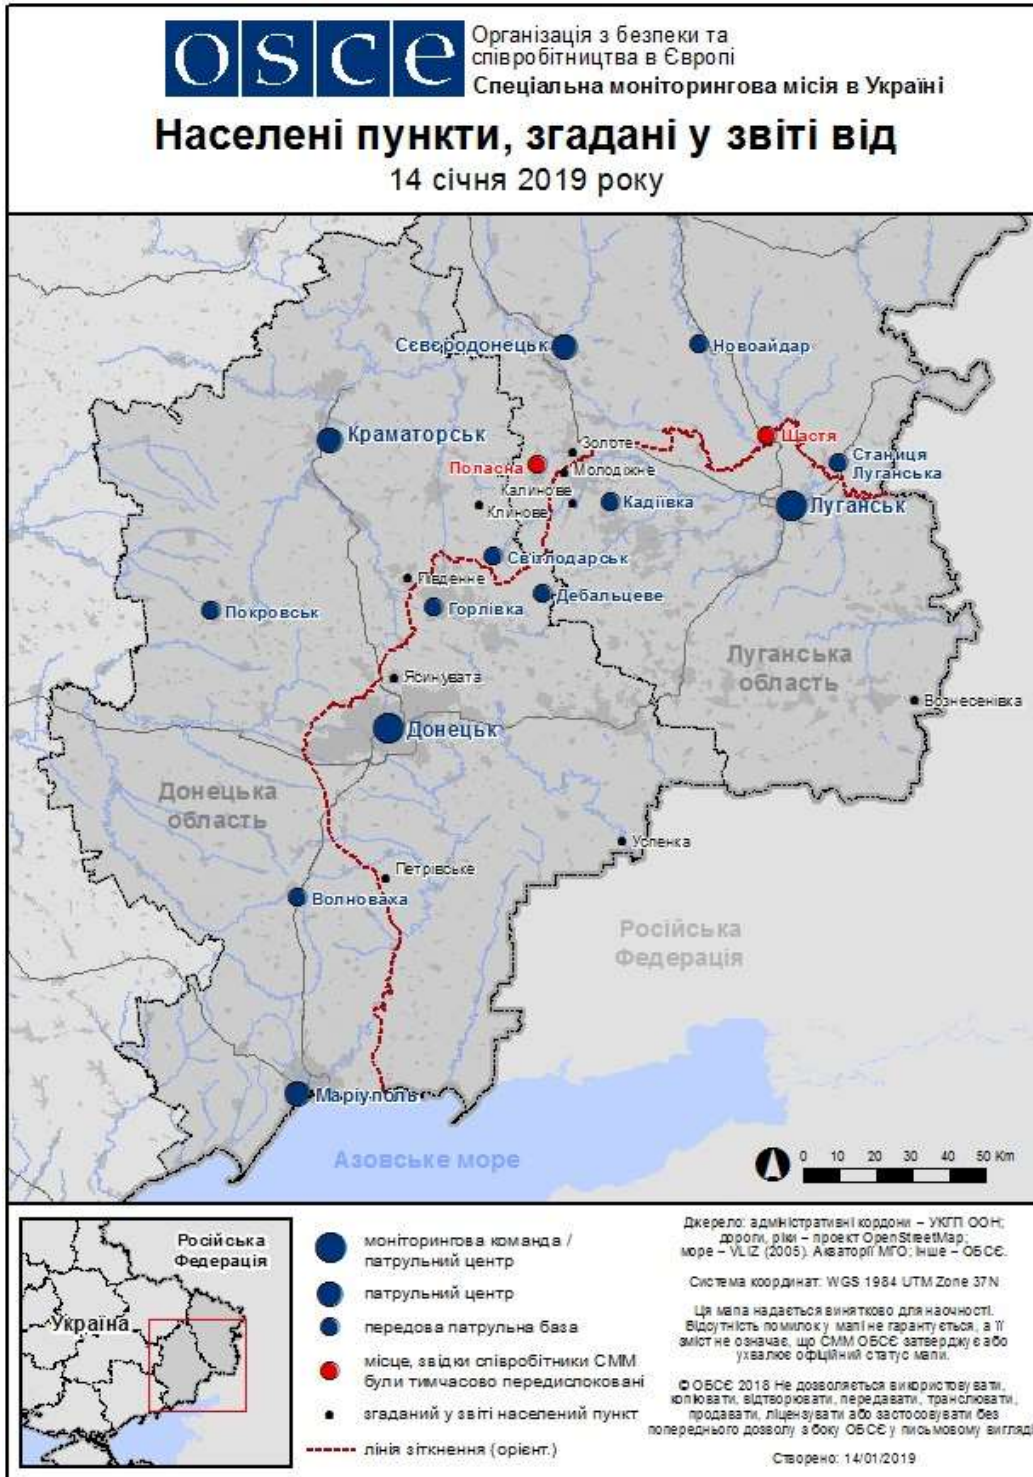 OSCE
Організація з безпеки та
співробітництва в Європі
Спеціальна моніторингова місія в Україні
Населені пункти, згадані у звіті від
14 січня 2019 року
Сєвєродонецьк
Новоайдар
Краматорськ
Щастя
Золоте
Станиця
Луганська
Попасна
Молодіжне
Калинове
Клинове
Кадіївка
Луганськ
Світлодарськ
Південне
Дебальцеве
Покровськ
Горлівка
Луганська
область
Ясинувата
Вознесенівка
Донецьк
Донецька
область
Успенка
Петрівське
Волноваха
Російська
Федерація
Маріуполь
Азовське море
0 10 20 30 40 50 Km
Російська
Федерація
Україна
моніторингова команда /
патрульний центр
патрульний центр
передова патрульна база
місце, звідки співробітники СММ
були тимчасово передислоковані
згаданий у звіті населений пункт
лінія зіткнення (орієнт.)
Джерело: адміністративні кордони – УКГП ООН;
дороги, ріки – проект OpenStreetMap;
море – VLIZ (2005). Акваторії МГО; інше – ОБСЄ.
Система координат: WGS 1984 UTM Zone 37N
Ця мапа надається винятково для наочності.
Відсутність помилок у мапі не гарантується, а її
зміст не означає, що СММ ОБСЄ затверджує або
ухвалює офіційний статус мапи.
© ОБСЄ 2018 Не дозволяється використовувати,
копіювати, відтворювати, передавати, транслювати,
продавати, ліцензувати або застосовувати без
попереднього дозволу з боку ОБСЄ у письмовому вигляді
Створено: 14/01/2019